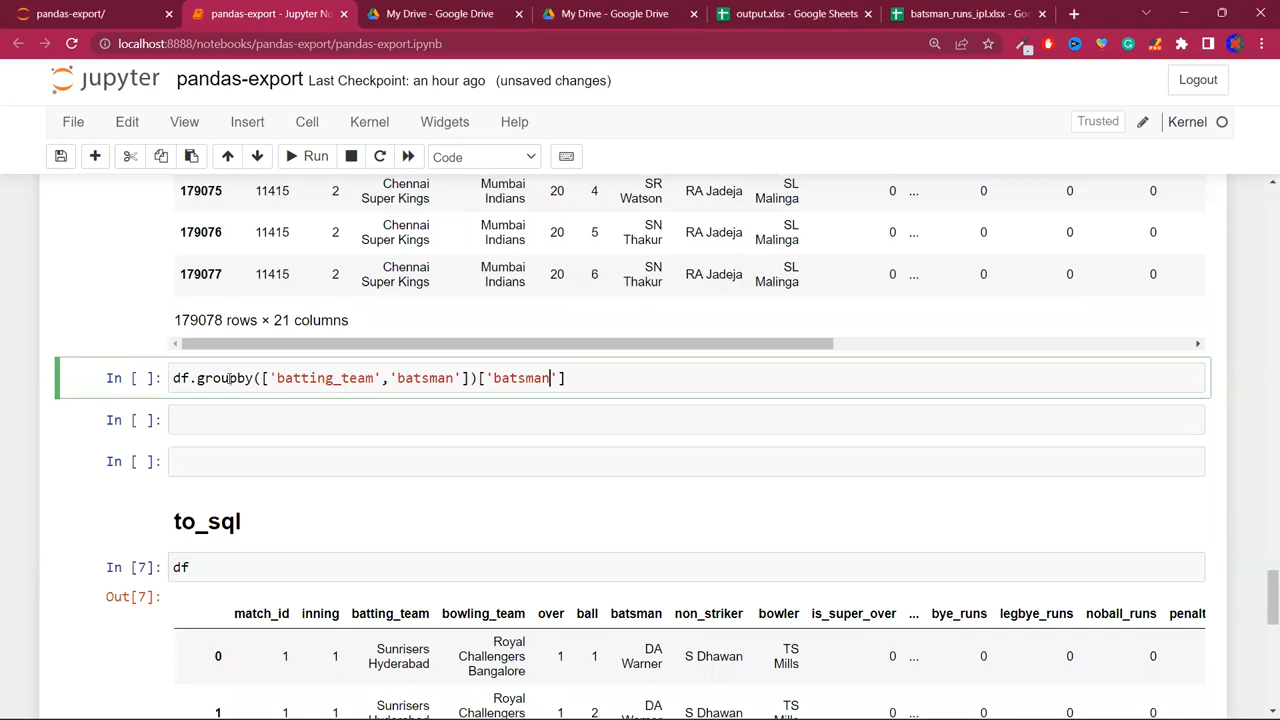 pandas-export/
pandas-export - Jupyter No
My Drive - Google Drive
My Drive - Google Drive
output.xlsx - Google Sheets
batsman_runs_ipl.xlsx - Goo
localhost:8888/notebooks/pandas-export/pandas-export.ipynb
jupyter pandas-export Last Checkpoint: an hour ago (unsaved changes) Logout
File Edit View Insert Cell Kernel Widgets Help Trusted Kernel
Run Code
179075 11415 2 Chennai Super Kings Mumbai Indians 20 4 SR Watson RA Jadeja SL Malinga 0 ... 0 0 0
179076 11415 2 Chennai Super Kings Mumbai Indians 20 5 SN Thakur RA Jadeja SL Malinga 0 ... 0 0 0
179077 11415 2 Chennai Super Kings Mumbai Indians 20 6 SN Thakur RA Jadeja SL Malinga 0 ... 0 0 0
179078 rows × 21 columns
In [ ]: df.groupby(['batting_team','batsman'])['batsman']
In [ ]:
In [ ]:
to_sql
In [7]: df
Out[7]:
match_id inning batting_team bowling_team over ball batsman non_striker bowler is_super_over ... bye_runs legbye_runs noball_runs penalt
0 1 1 Sunrisers Hyderabad Royal Challengers Bangalore 1 1 DA Warner S Dhawan TS Mills 0 ... 0 0 0
1 1 1 Sunrisers Hyderabad Royal Challengers 1 2 DA Warner S Dhawan TS Mills 0 ... 0 0 0